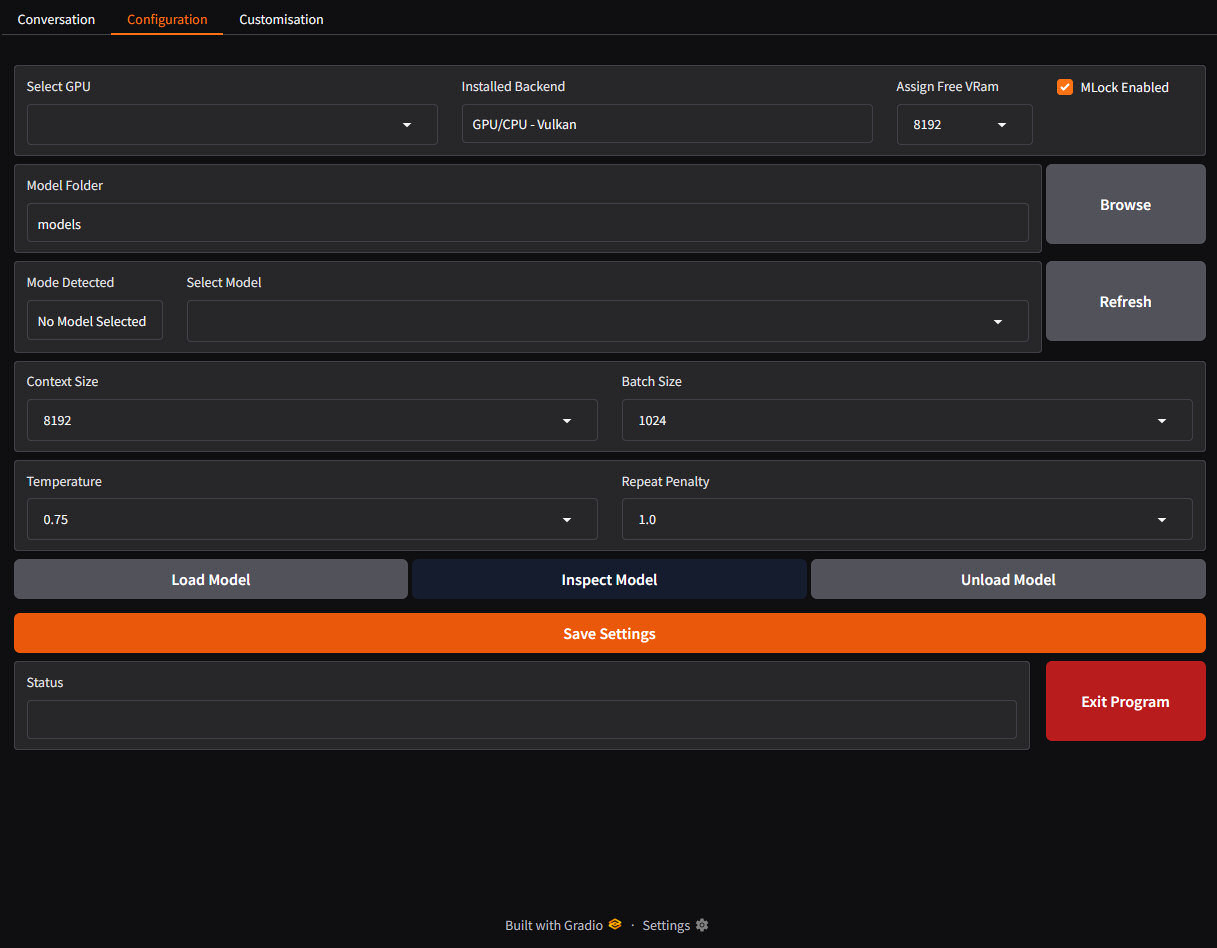 Conversation Configuration Customisation
Select GPU Installed Backend Assign Free VRam MLock Enabled
GPU/CPU - Vulkan 8192
Model Folder
models
Browse
Mode Detected Select Model
No Model Selected
Refresh
Context Size Batch Size
8192 1024
Temperature Repeat Penalty
0.75 1.0
Load Model Inspect Model Unload Model
Save Settings
Status
Exit Program
Built with Gradio · Settings